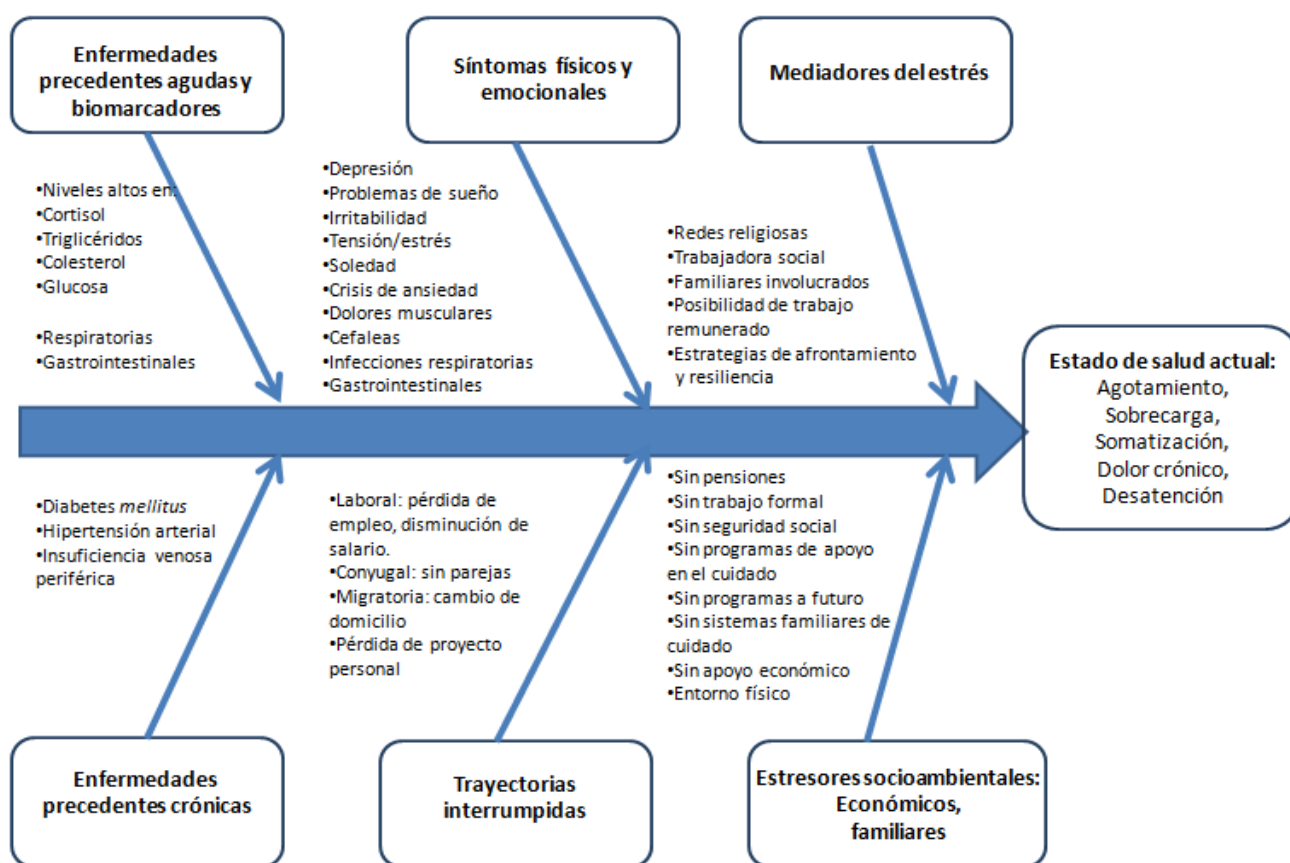 Enfermedades
precedentes agudas y
biomarcadores
Síntomas físicos y
emocionales
Mediadores del estrés
•Niveles altos en:
•Cortisol
•Triglicéridos
•Colesterol
•Glucosa
•Respiratorias
•Gastrointestinales
•Depresión
•Problemas de sueño
•Irritabilidad
•Tensión/estrés
•Soledad
•Crisis de ansiedad
•Dolores musculares
•Cefaleas
•Infecciones respiratorias
•Gastrointestinales
•Redes religiosas
•Trabajadora social
•Familiares involucrados
•Posibilidad de trabajo
remunerado
•Estrategias de afrontamiento
y resiliencia
Estado de salud actual:
Agotamiento,
Sobrecarga,
Somatización,
Dolor crónico,
Desatención
•Diabetes mellitus
•Hipertensión arterial
•Insuficiencia venosa
periférica
•Laboral: pérdida de
empleo, disminución de
salario.
•Conyugal: sin parejas
•Migratoria: cambio de
domicilio
•Pérdida de proyecto
personal
•Sin pensiones
•Sin trabajo formal
•Sin seguridad social
•Sin programas de apoyo
en el cuidado
•Sin programas a futuro
•Sin sistemas familiares de
cuidado
•Sin apoyo económico
•Entorno físico
Enfermedades
precedentes crónicas
Trayectorias
interrumpidas
Estresores socioambientales:
Económicos,
familiares